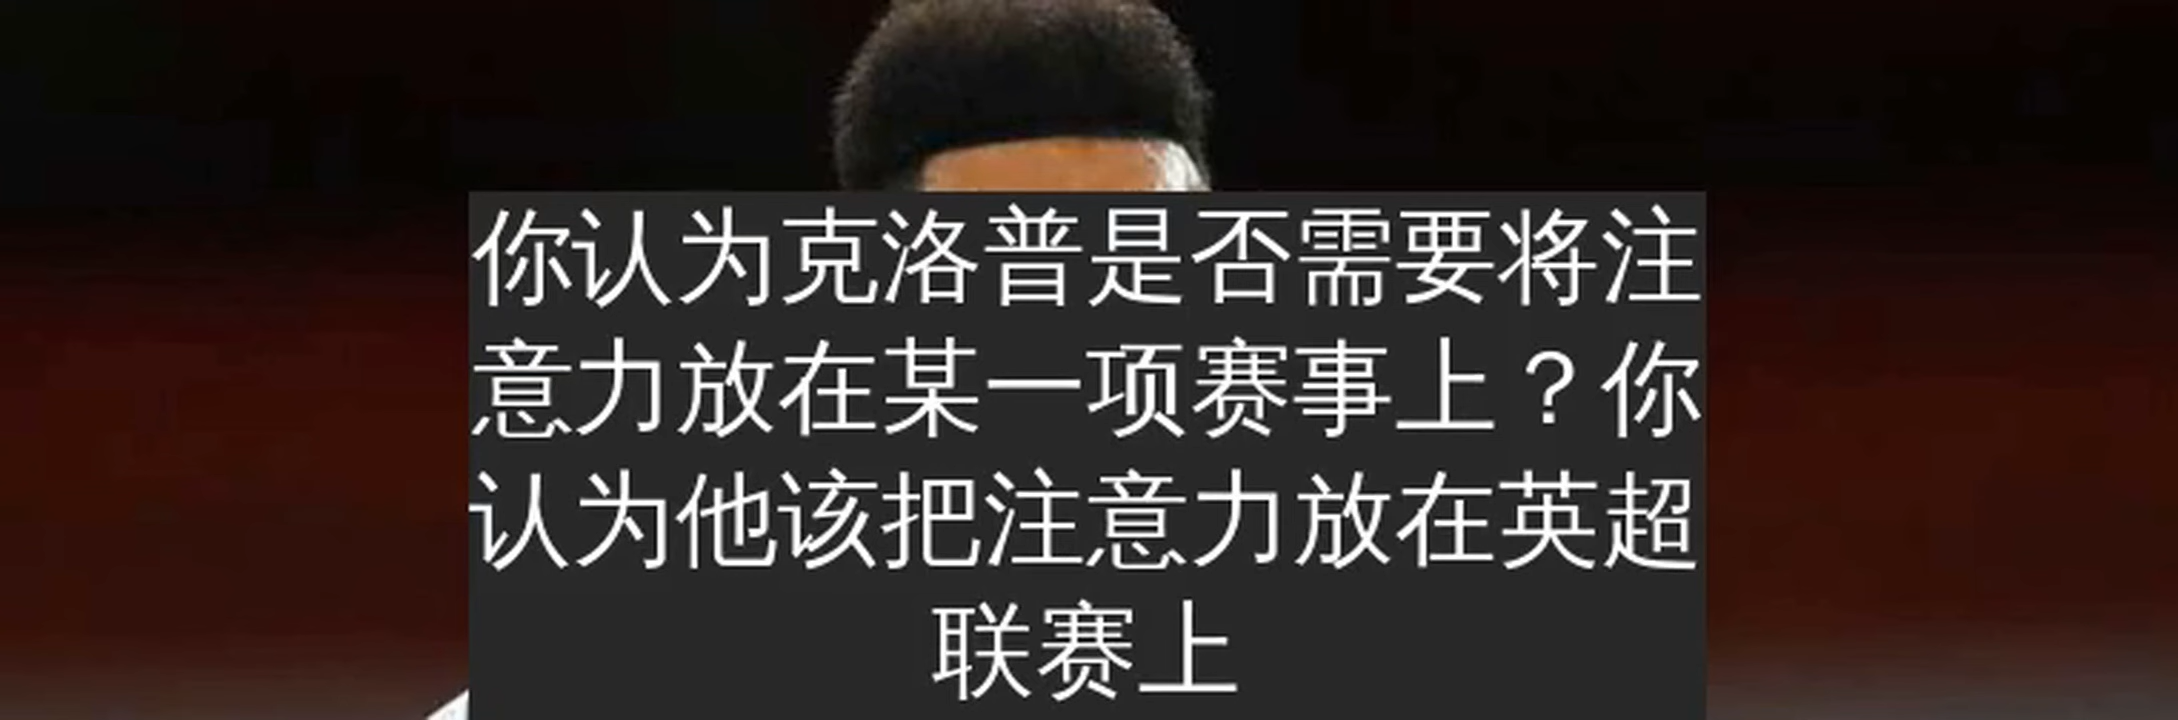 你认为克洛普是否需要将注
意力放在某一项赛事上？你
认为他该把注意力放在英超
联赛上